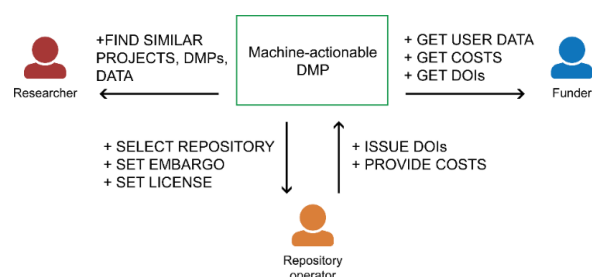 +FIND SIMILAR
PROJECTS, DMPs,
DATA
Researcher
Machine-actionable
DMP
+ GET USER DATA
+ GET COSTS
+ GET DOIs
Funder
+ SELECT REPOSITORY
+ SET EMBARGO
+ SET LICENSE
+ ISSUE DOIs
+ PROVIDE COSTS
Repository
operator